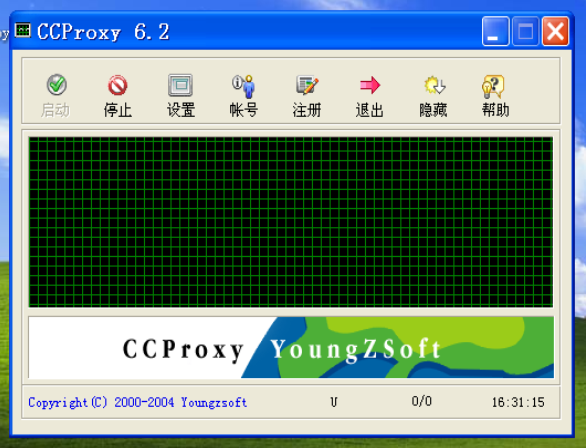 CCProxy 6.2
启动 停止 设置 帐号 注册 退出 隐藏 帮助
CCProxy YoungZSoft
Copyright(C) 2000-2004 Youngzsoft U 0/0 16:31:15